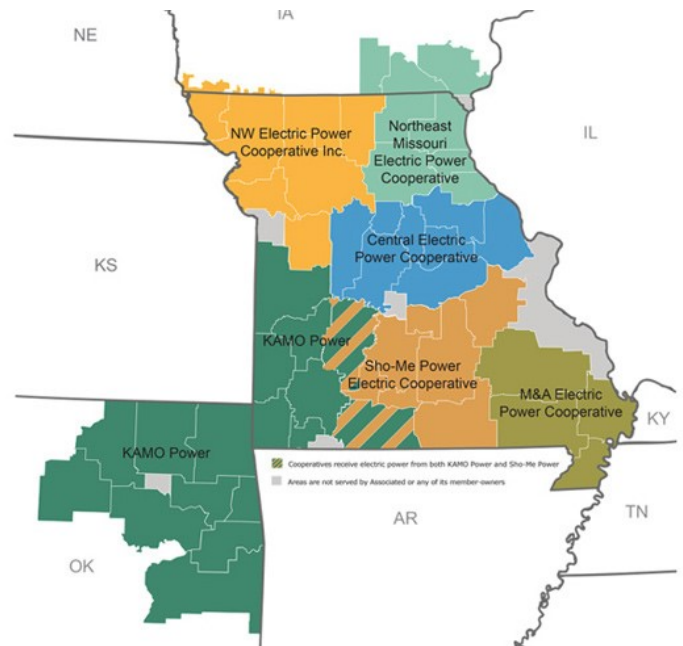 IA
NE
NW Electric Power
Cooperative Inc.
Northeast
Missouri
Electric Power
Cooperative
IL
Central Electric
Power Cooperative
KS
KAMO Power
Sho-Me Power
Electric Cooperative
M&A Electric
Power Cooperative
KY
KAMO Power
Cooperatives receive electric power from both KAMO Power and Sho-Me Power
Areas are not served by Associated or any of its member-owners
TN
AR
OK